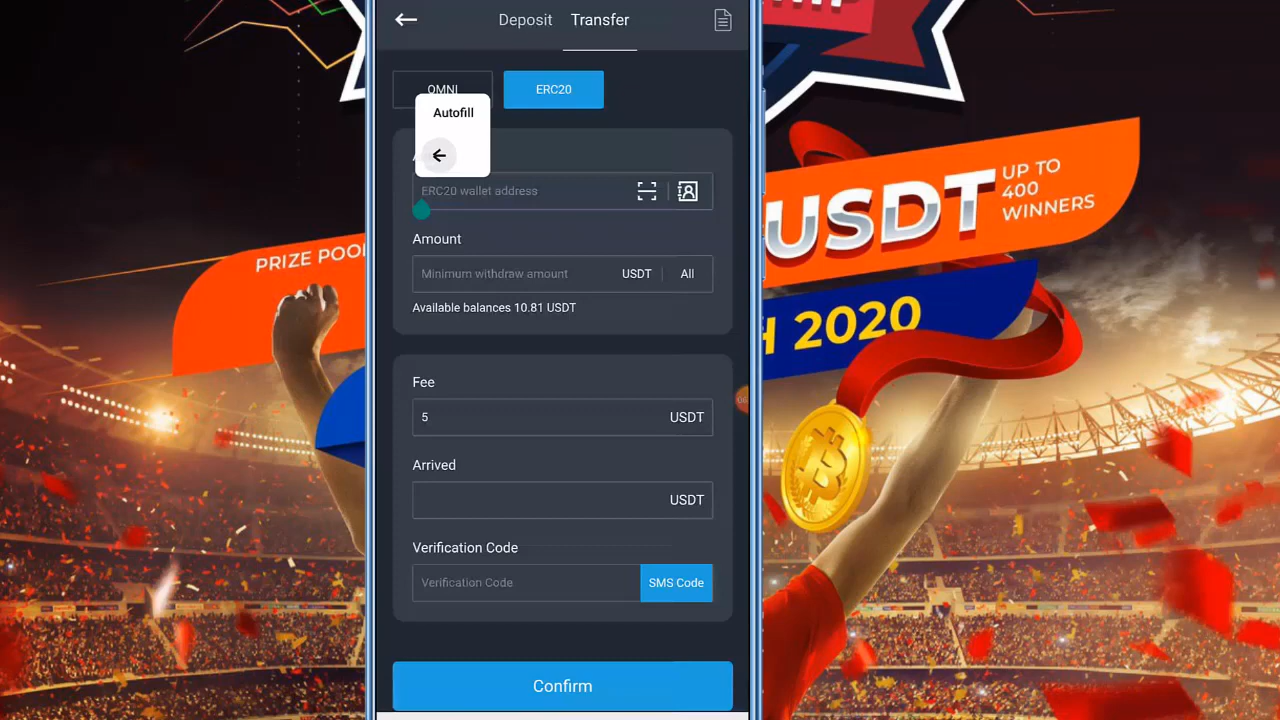 Deposit
Transfer
OMNI
ERC20
Autofill
ERC20 wallet address
Amount
Minimum withdraw amount
USDT
All
Available balances 10.81 USDT
Fee
5
USDT
Arrived
USDT
Verification Code
Verification Code
SMS Code
Confirm
PRIZE POOL
USDT
UP TO
400
WINNERS
H 2020